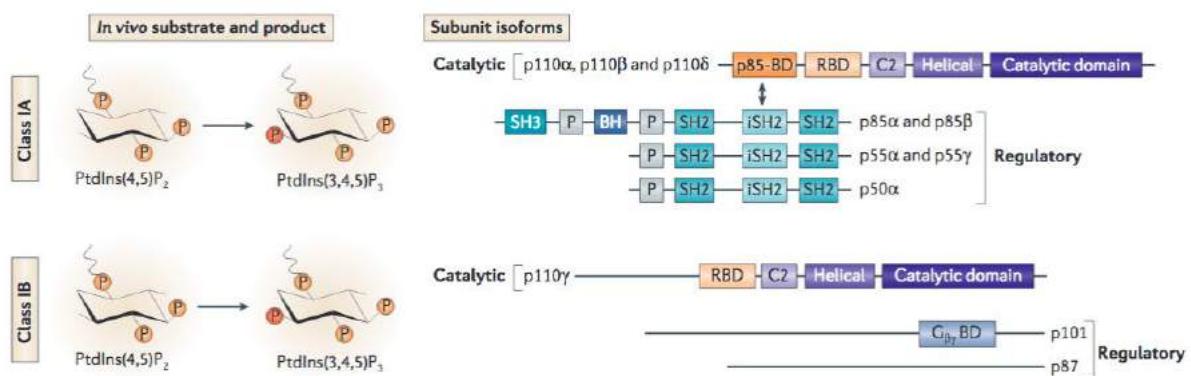 In vivo substrate and product
Subunit isoforms
Class IA
P P P
P P P P
PtdIns(4,5)P2
PtdIns(3,4,5)P3
Catalytic p110α, p110β and p110δ p85-BD RBD C2 Helical Catalytic domain
SH3 P BH P SH2 iSH2 SH2 p85α and p85β
P SH2 iSH2 SH2 p55α and p55γ
P SH2 iSH2 SH2 p50α
Regulatory
Class IB
P P P
P P P P
PtdIns(4,5)P2
PtdIns(3,4,5)P3
Catalytic p110γ RBD C2 Helical Catalytic domain
Gβγ BD p101
p87
Regulatory